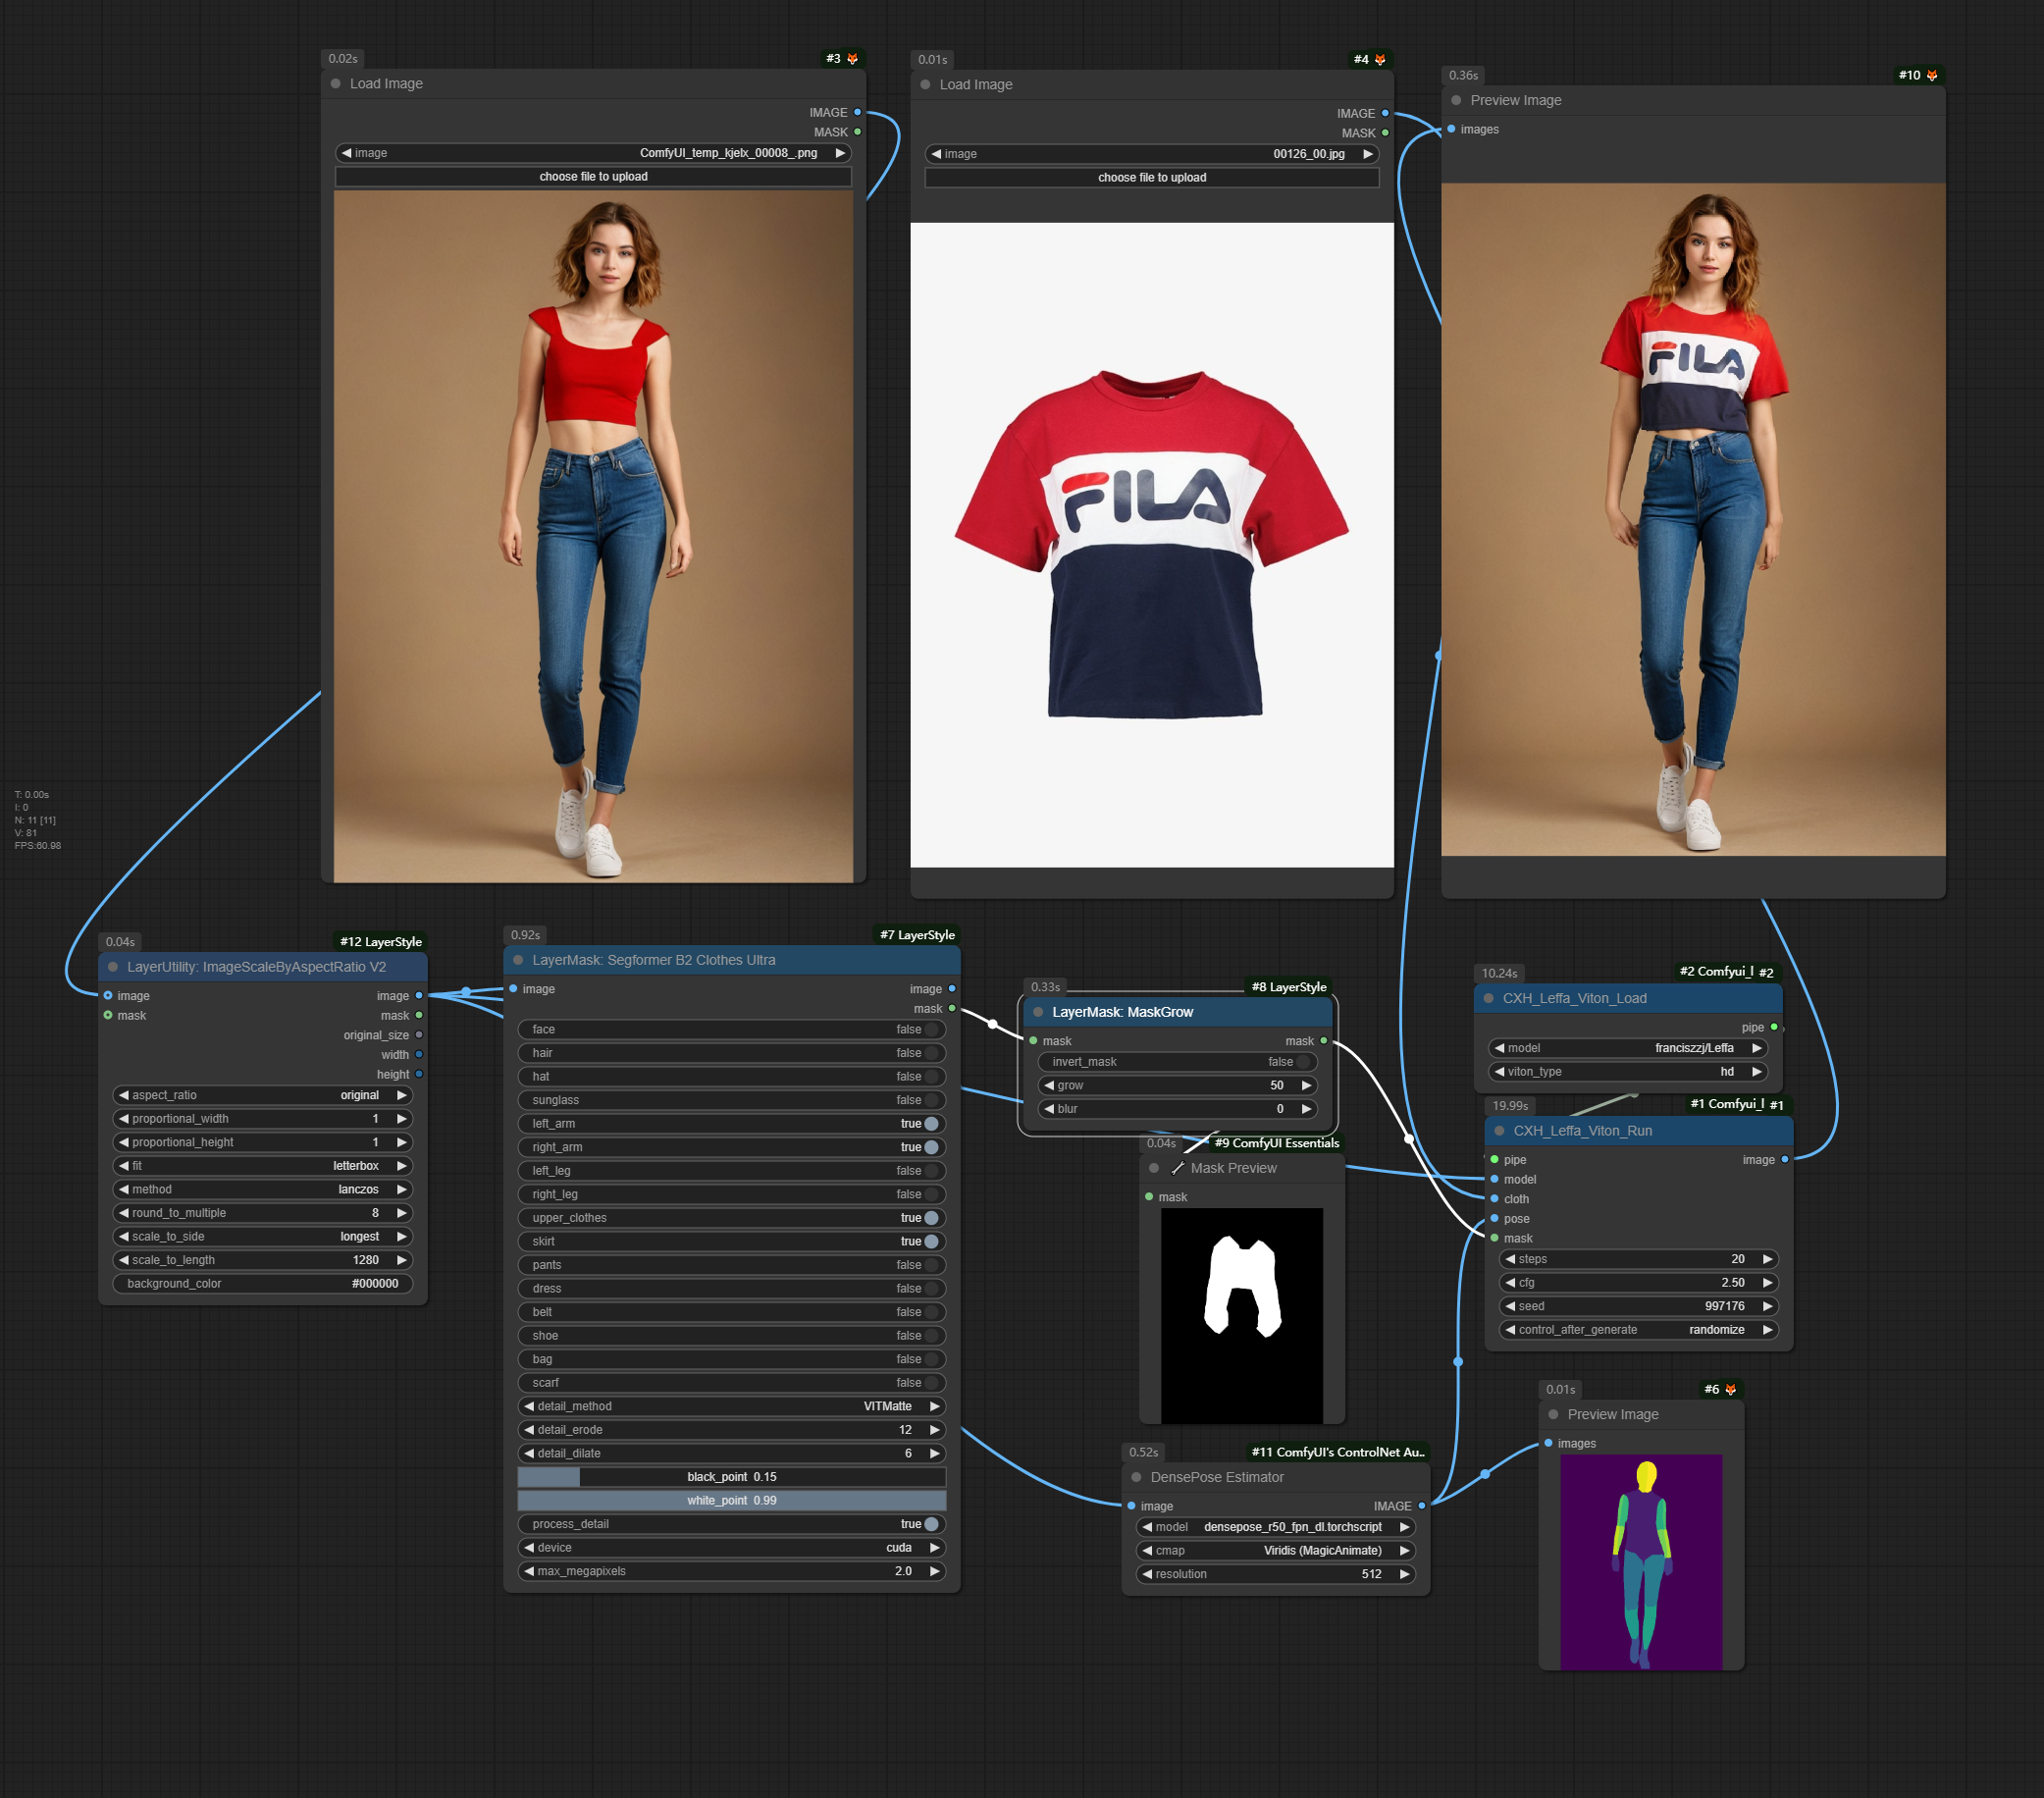 0.02s
#3
Load Image
IMAGE
MASK
image ComfyUI_temp_kjelx_00008_.png
choose file to upload
0.01s
#4
Load Image
IMAGE
MASK
image 00126_00.jpg
choose file to upload
FILA
0.36s
#10
Preview Image
images
FILA
T: 0.00s
I: 0
N: 11 [11]
V: 81
FPS:60.98
0.04s
#12 LayerStyle
LayerUtility: ImageScaleByAspectRatio V2
image image
mask mask
original_size
width
height
aspect_ratio original
proportional_width 1
proportional_height 1
fit letterbox
method lanczos
round_to_multiple 8
scale_to_side longest
scale_to_length 1280
background_color #000000
0.92s
#7 LayerStyle
LayerMask: Segformer B2 Clothes Ultra
image image
mask
face false
hair false
hat false
sunglass false
left_arm true
right_arm true
left_leg false
right_leg false
upper_clothes true
skirt true
pants false
dress false
belt false
shoe false
bag false
scarf false
detail_method VITMatte
detail_erode 12
detail_dilate 6
black_point 0.15
white_point 0.99
process_detail true
device cuda
max_megapixels 2.0
0.33s
#8 LayerStyle
LayerMask: MaskGrow
mask mask
invert_mask false
grow 50
blur 0
0.04s
#9 ComfyUI Essentials
Mask Preview
mask
0.52s
#11 ComfyUI's ControlNet Au..
DensePose Estimator
image IMAGE
model densepose_r50_fpn_dl.torchscript
cmap Viridis (MagicAnimate)
resolution 512
10.24s
#2 Comfyui_l #2
CXH_Leffa_Viton_Load
pipe
model franciszzj/Leffa
viton_type hd
19.99s
#1 Comfyui_l #1
CXH_Leffa_Viton_Run
pipe image
model
cloth
pose
mask
steps 20
cfg 2.50
seed 997176
control_after_generate randomize
0.01s
#6
Preview Image
images